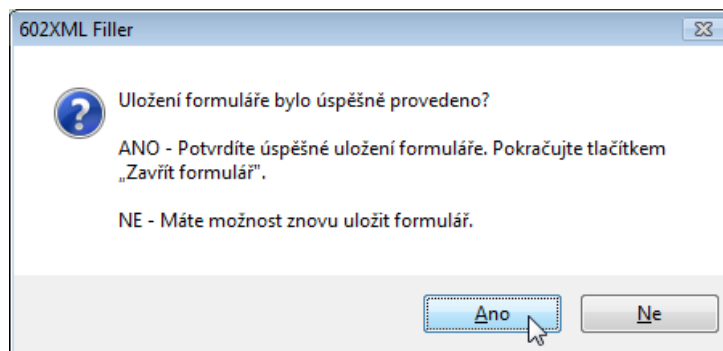 602XML Filler
Uložení formuláře bylo úspěšně provedeno?
ANO - Potvrdíte úspěšné uložení formuláře. Pokračujte tlačítkem
„Zavřít formulář".
NE - Máte možnost znovu uložit formulář.
Ano
Ne